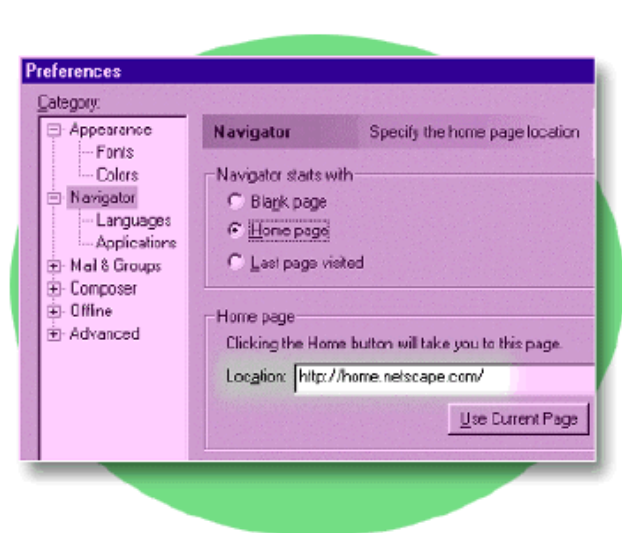 Preferences
Category:
Appearance
Fonts
Colors
Navigator
Languages
Applications
Mail & Groups
Composer
Offline
Advanced
Navigator Specify the home page location
Navigator starts with
Blank page
Home page
Last page visited
Home page
Clicking the Home button will take you to this page.
Location: http://home.netscape.com/
Use Current Page